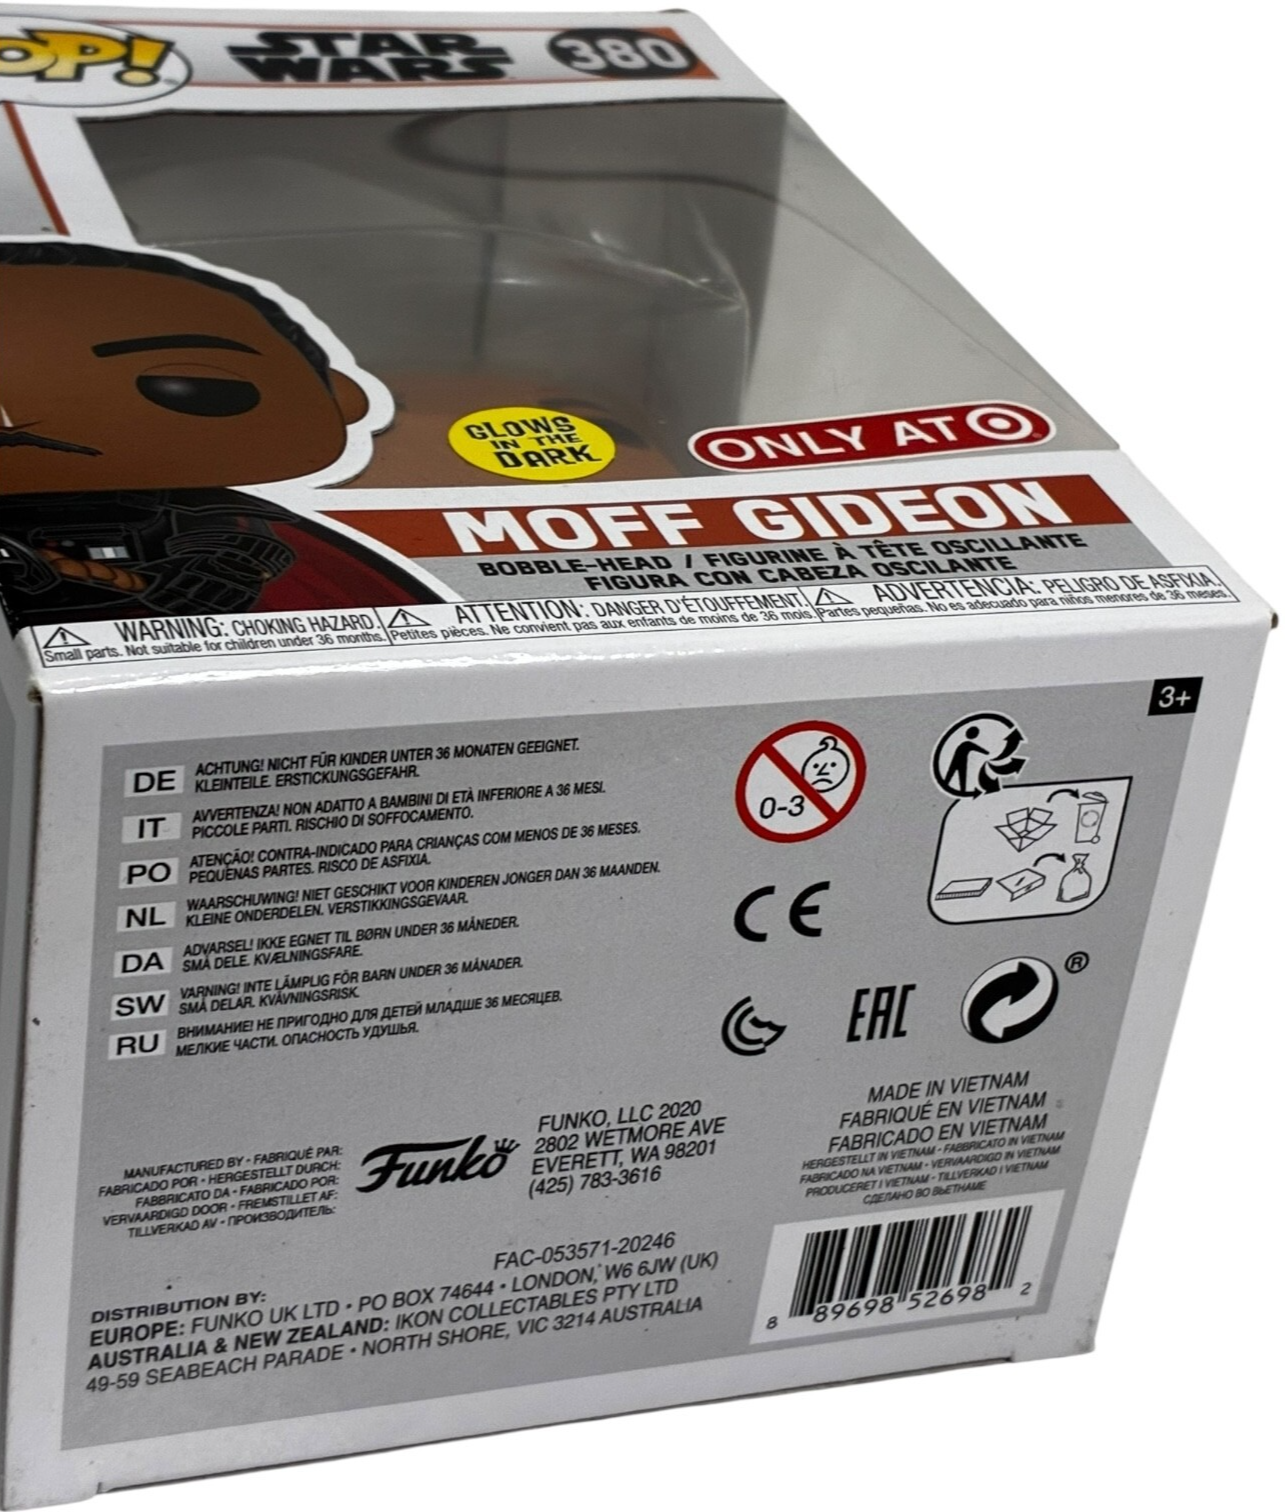 OP!
STAR
WARS
380
GLOWS
IN THE
DARK
ONLY AT
MOFF GIDEON
BOBBLE-HEAD / FIGURINE À TÊTE OSCILLANTE
FIGURA CON CABEZA OSCILANTE
WARNING: CHOKING HAZARD.
Small parts. Not suitable for children under 36 months.
ATTENTION: DANGER D'ÉTOUFFEMENT.
Petites pièces. Ne convient pas aux enfants de moins de 36 mois.
ADVERTENCIA: PELIGRO DE ASFIXIA.
Partes pequeñas. No es adecuado para niños menores de 36 meses.
3+
DE ACHTUNG! NICHT FÜR KINDER UNTER 36 MONATEN GEEIGNET.
KLEINTEILE. ERSTICKUNGSGEFAHR.
IT AVVERTENZA! NON ADATTO A BAMBINI DI ETÀ INFERIORE A 36 MESI.
PICCOLE PARTI. RISCHIO DI SOFFOCAMENTO.
PO ATENÇÃO! CONTRA-INDICADO PARA CRIANÇAS COM MENOS DE 36 MESES.
PEQUENAS PARTES. RISCO DE ASFIXIA.
NL WAARSCHUWING! NIET GESCHIKT VOOR KINDEREN JONGER DAN 36 MAANDEN.
KLEINE ONDERDELEN. VERSTIKKINGSGEVAAR.
DA ADVARSEL! IKKE EGNET TIL BØRN UNDER 36 MÅNEDER.
SMÅ DELE. KVÆLNINGSFARE.
SW VARNING! INTE LÄMPLIG FÖR BARN UNDER 36 MÅNADER.
SMÅ DELAR. KVÄVNINGSRISK.
RU ВНИМАНИЕ! НЕ ПРИГОДНО ДЛЯ ДЕТЕЙ МЛАДШЕ 36 МЕСЯЦЕВ.
МЕЛКИЕ ЧАСТИ. ОПАСНОСТЬ УДУШЬЯ.
0-3
CE
EAC
®
MANUFACTURED BY • FABRIQUÉ PAR:
FABRICADO POR • HERGESTELLT DURCH:
FABBRICATO DA • FABRICADO POR:
VERVAARDIGD DOOR • FREMSTILLET AF:
TILLVERKAD AV • ПРОИЗВОДИТЕЛЬ:
Funko
FUNKO, LLC 2020
2802 WETMORE AVE
EVERETT, WA 98201
(425) 783-3616
MADE IN VIETNAM
FABRIQUÉ EN VIETNAM
FABRICADO EN VIETNAM
HERGESTELLT IN VIETNAM • FABBRICATO IN VIETNAM
FABRICADO NA VIETNAM • VERVAARDIGD IN VIETNAM
PRODUCERET I VIETNAM • TILLVERKAD I VIETNAM
СДЕЛАНО ВО ВЬЕТНАМЕ
FAC-053571-20246
DISTRIBUTION BY:
EUROPE: FUNKO UK LTD • PO BOX 74644 • LONDON, W6 6JW (UK)
AUSTRALIA & NEW ZEALAND: IKON COLLECTABLES PTY LTD
49-59 SEABEACH PARADE • NORTH SHORE, VIC 3214 AUSTRALIA
8 89698 52698 2